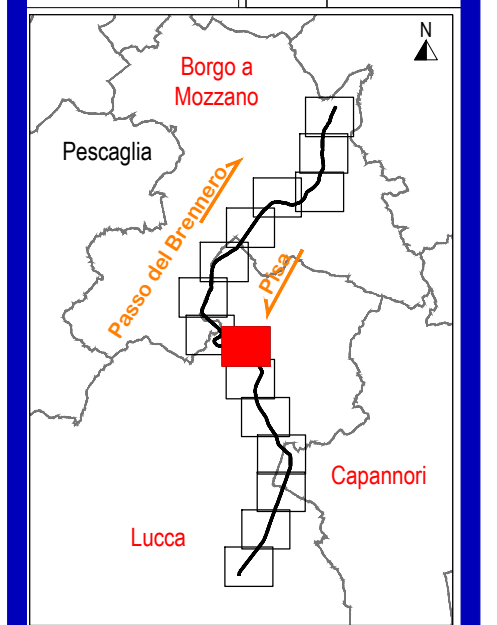 N
Borgo a
Mozzano
Pescaglia
Passo del Brennero
Pisa
Capannori
Lucca